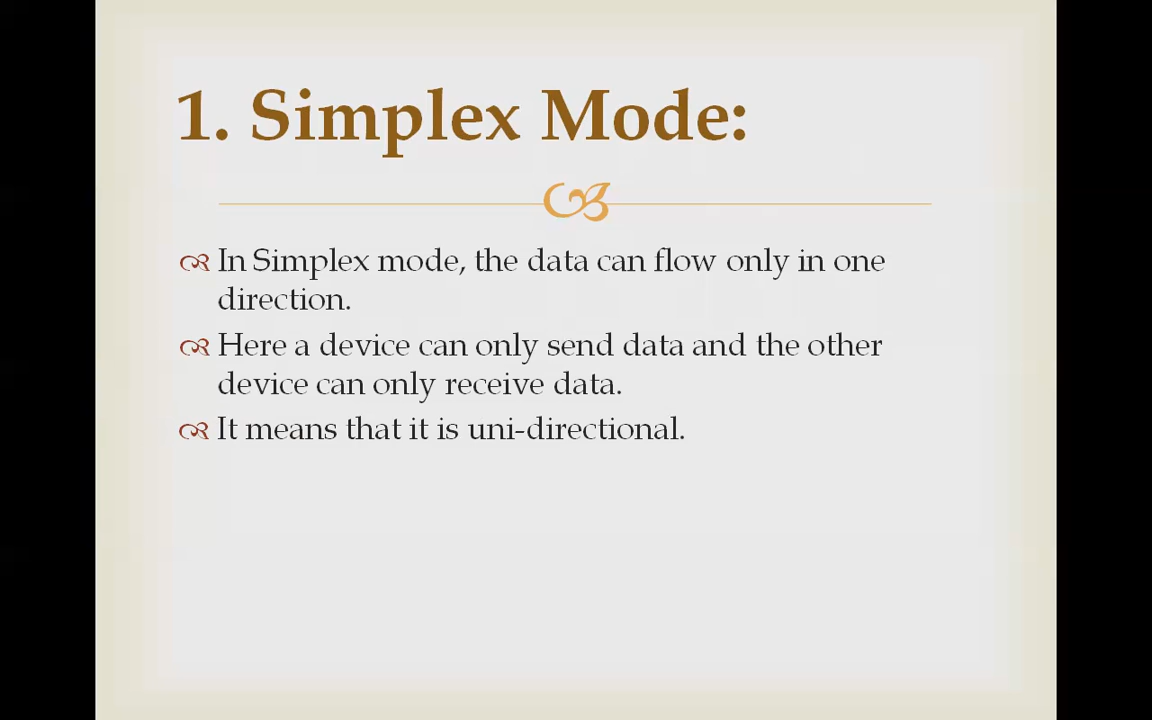 1. Simplex Mode:
In Simplex mode, the data can flow only in one
direction.
Here a device can only send data and the other
device can only receive data.
It means that it is uni-directional.